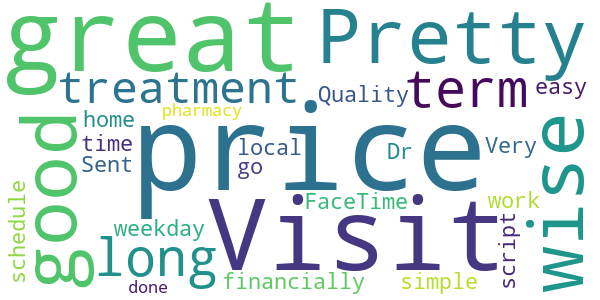 great
Pretty
treatment
term
Quality
easy
pharmacy
home
good
price
time
local
Dr
Very
wise
Sent
go
schedule
Visit
FaceTime
work
script
weekday
long
financially
simple
done